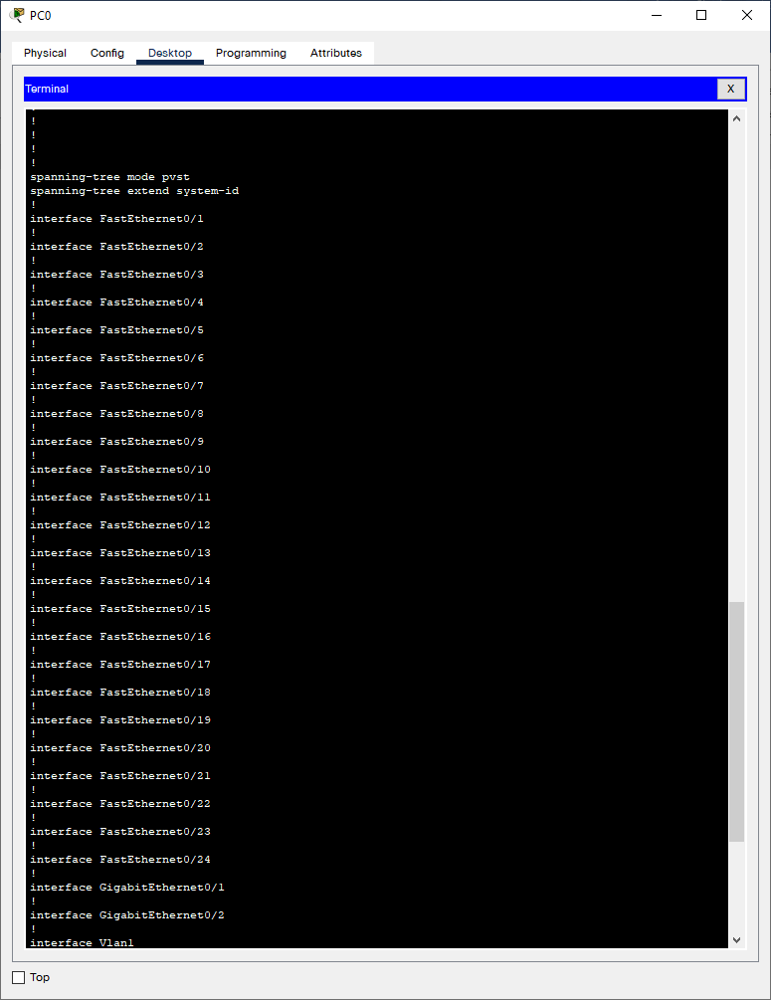 PC0
Physical Config Desktop Programming Attributes
Terminal X
!
!
!
!
spanning-tree mode pvst
spanning-tree extend system-id
!
interface FastEthernet0/1
!
interface FastEthernet0/2
!
interface FastEthernet0/3
!
interface FastEthernet0/4
!
interface FastEthernet0/5
!
interface FastEthernet0/6
!
interface FastEthernet0/7
!
interface FastEthernet0/8
!
interface FastEthernet0/9
!
interface FastEthernet0/10
!
interface FastEthernet0/11
!
interface FastEthernet0/12
!
interface FastEthernet0/13
!
interface FastEthernet0/14
!
interface FastEthernet0/15
!
interface FastEthernet0/16
!
interface FastEthernet0/17
!
interface FastEthernet0/18
!
interface FastEthernet0/19
!
interface FastEthernet0/20
!
interface FastEthernet0/21
!
interface FastEthernet0/22
!
interface FastEthernet0/23
!
interface FastEthernet0/24
!
interface GigabitEthernet0/1
!
interface GigabitEthernet0/2
!
interface Vlan1
Top